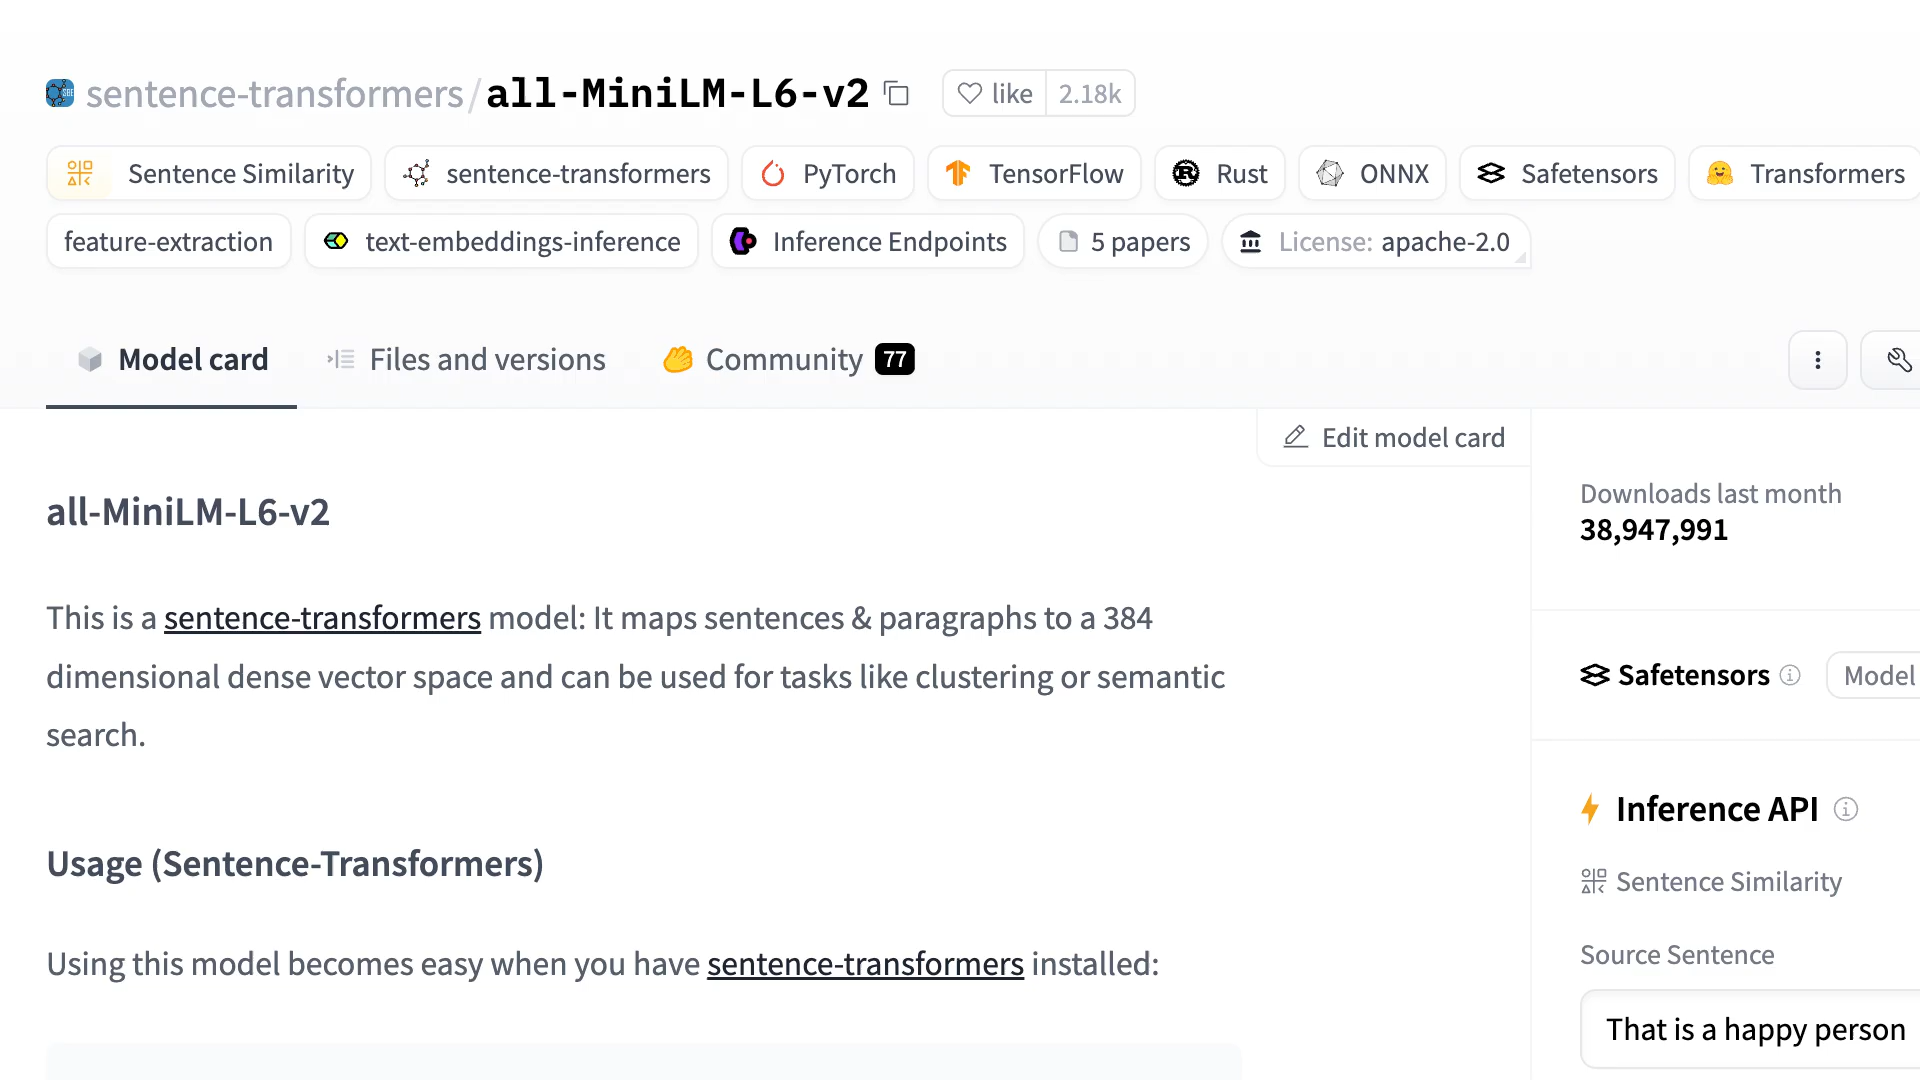 sentence-transformers/all-MiniLM-L6-v2 like 2.18k
Sentence Similarity sentence-transformers PyTorch TensorFlow Rust ONNX Safetensors Transformers
feature-extraction text-embeddings-inference Inference Endpoints 5 papers License: apache-2.0
Model card Files and versions Community 77
Edit model card
all-MiniLM-L6-v2
This is a sentence-transformers model: It maps sentences & paragraphs to a 384
dimensional dense vector space and can be used for tasks like clustering or semantic
search.
Usage (Sentence-Transformers)
Using this model becomes easy when you have sentence-transformers installed:
Downloads last month
38,947,991
Safetensors Model
Inference API
Sentence Similarity
Source Sentence
That is a happy person